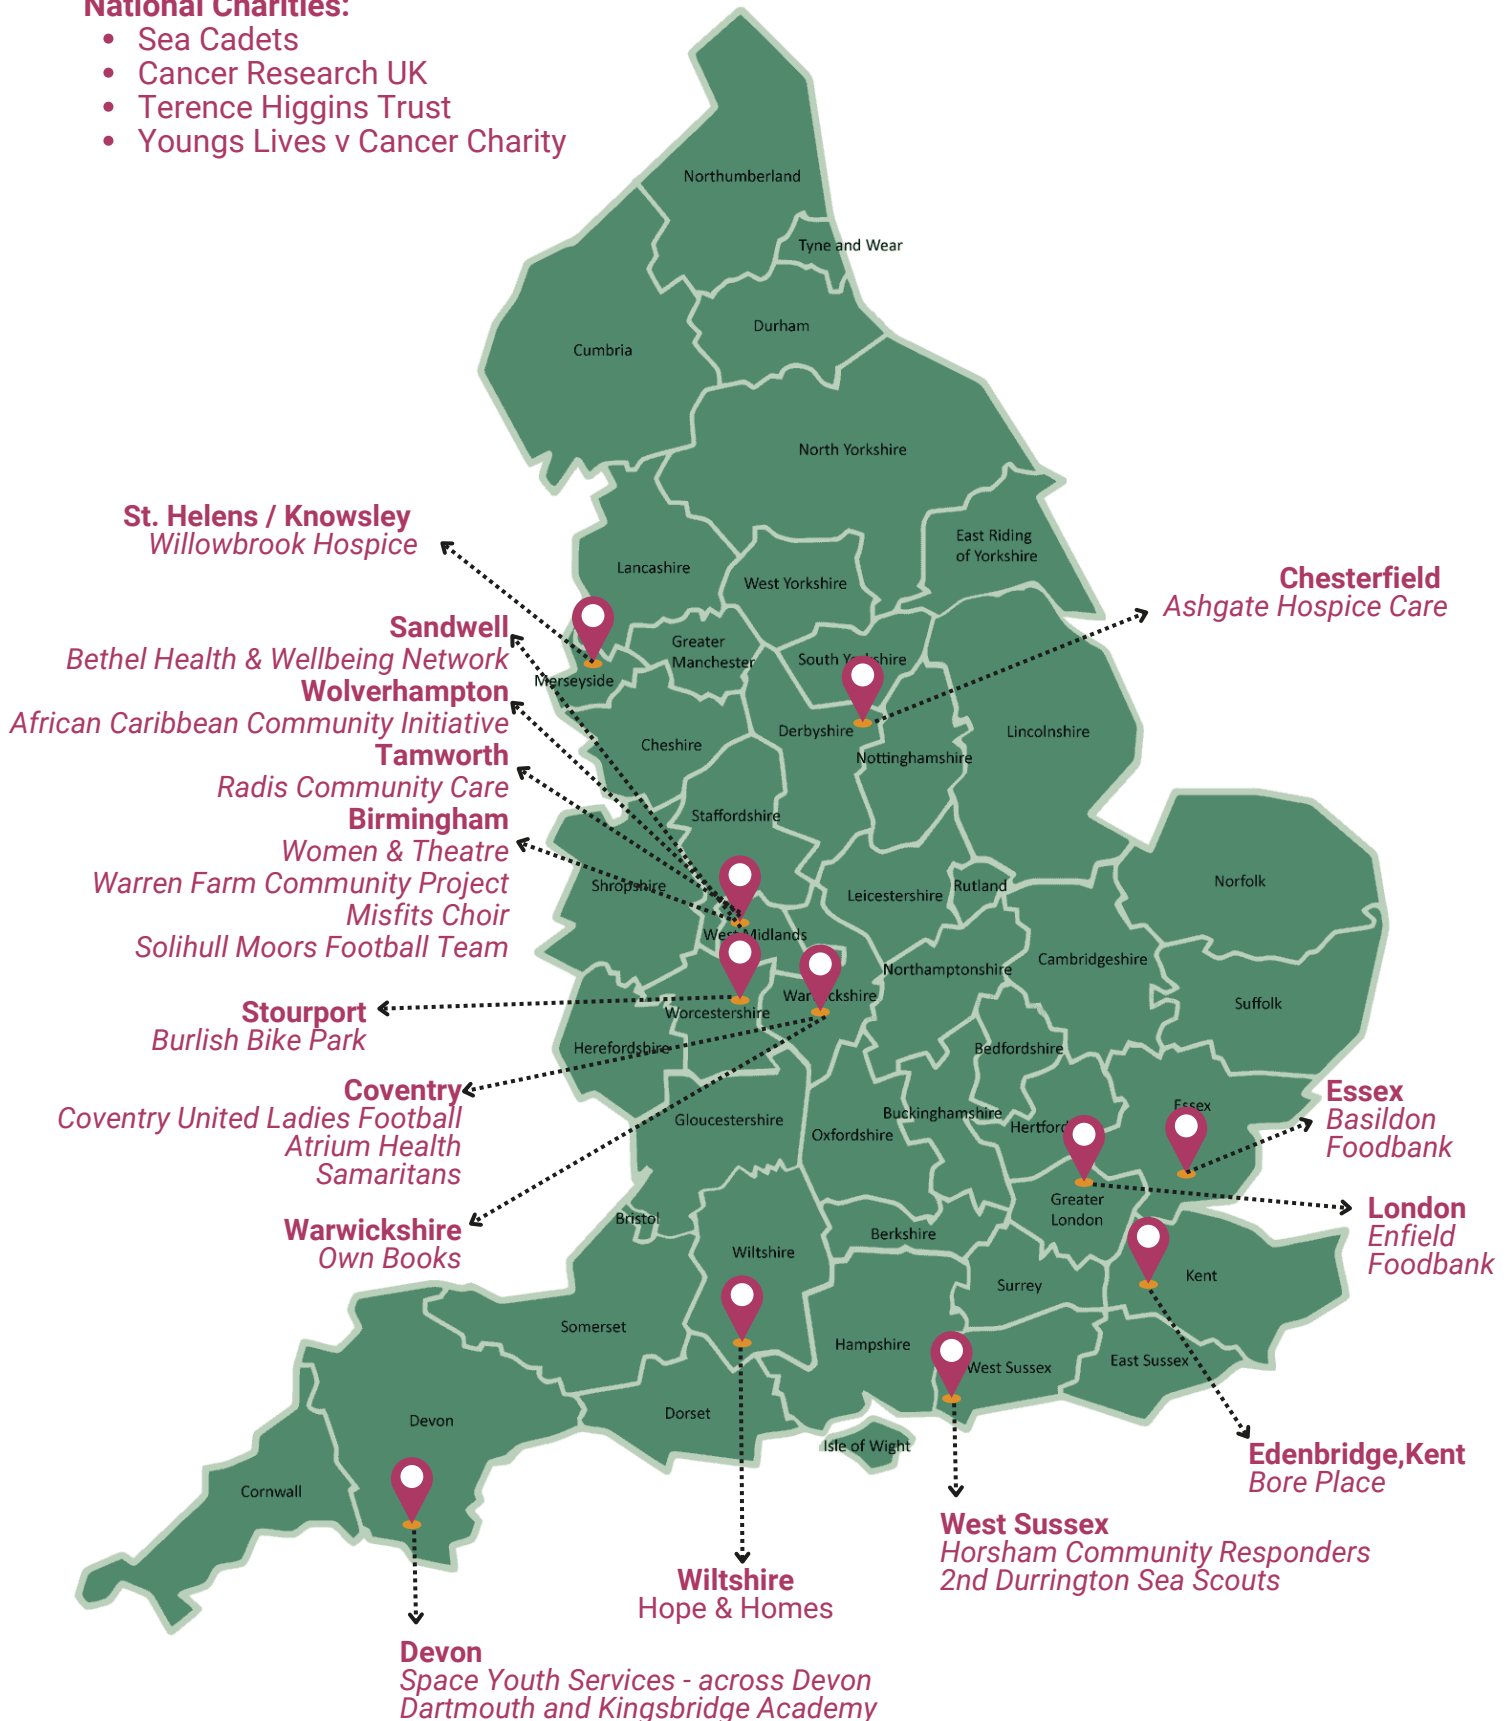 National Charities:
• Sea Cadets
• Cancer Research UK
• Terence Higgins Trust
• Youngs Lives v Cancer Charity
Northumberland
Tyne and Wear
Durham
Cumbria
North Yorkshire
East Riding
of Yorkshire
Lancashire
West Yorkshire
Greater
Manchester
South Yorkshire
Merseyside
Cheshire
Derbyshire
Nottinghamshire
Lincolnshire
Staffordshire
Shropshire
Leicestershire
Rutland
Norfolk
West Midlands
Northamptonshire
Cambridgeshire
Suffolk
Warwickshire
Worcestershire
Herefordshire
Bedfordshire
Gloucestershire
Oxfordshire
Buckinghamshire
Hertford
Essex
Greater
London
Bristol
Berkshire
Wiltshire
Surrey
Kent
Somerset
Hampshire
West Sussex
East Sussex
Dorset
Devon
Isle of Wight
Cornwall
St. Helens / Knowsley
Willowbrook Hospice
Sandwell
Bethel Health & Wellbeing Network
Wolverhampton
African Caribbean Community Initiative
Tamworth
Radis Community Care
Birmingham
Women & Theatre
Warren Farm Community Project
Misfits Choir
Solihull Moors Football Team
Stourport
Burlish Bike Park
Coventry
Coventry United Ladies Football
Atrium Health
Samaritans
Warwickshire
Own Books
Chesterfield
Ashgate Hospice Care
Essex
Basildon
Foodbank
London
Enfield
Foodbank
Edenbridge,Kent
Bore Place
West Sussex
Horsham Community Responders
2nd Durrington Sea Scouts
Wiltshire
Hope & Homes
Devon
Space Youth Services - across Devon
Dartmouth and Kingsbridge Academy